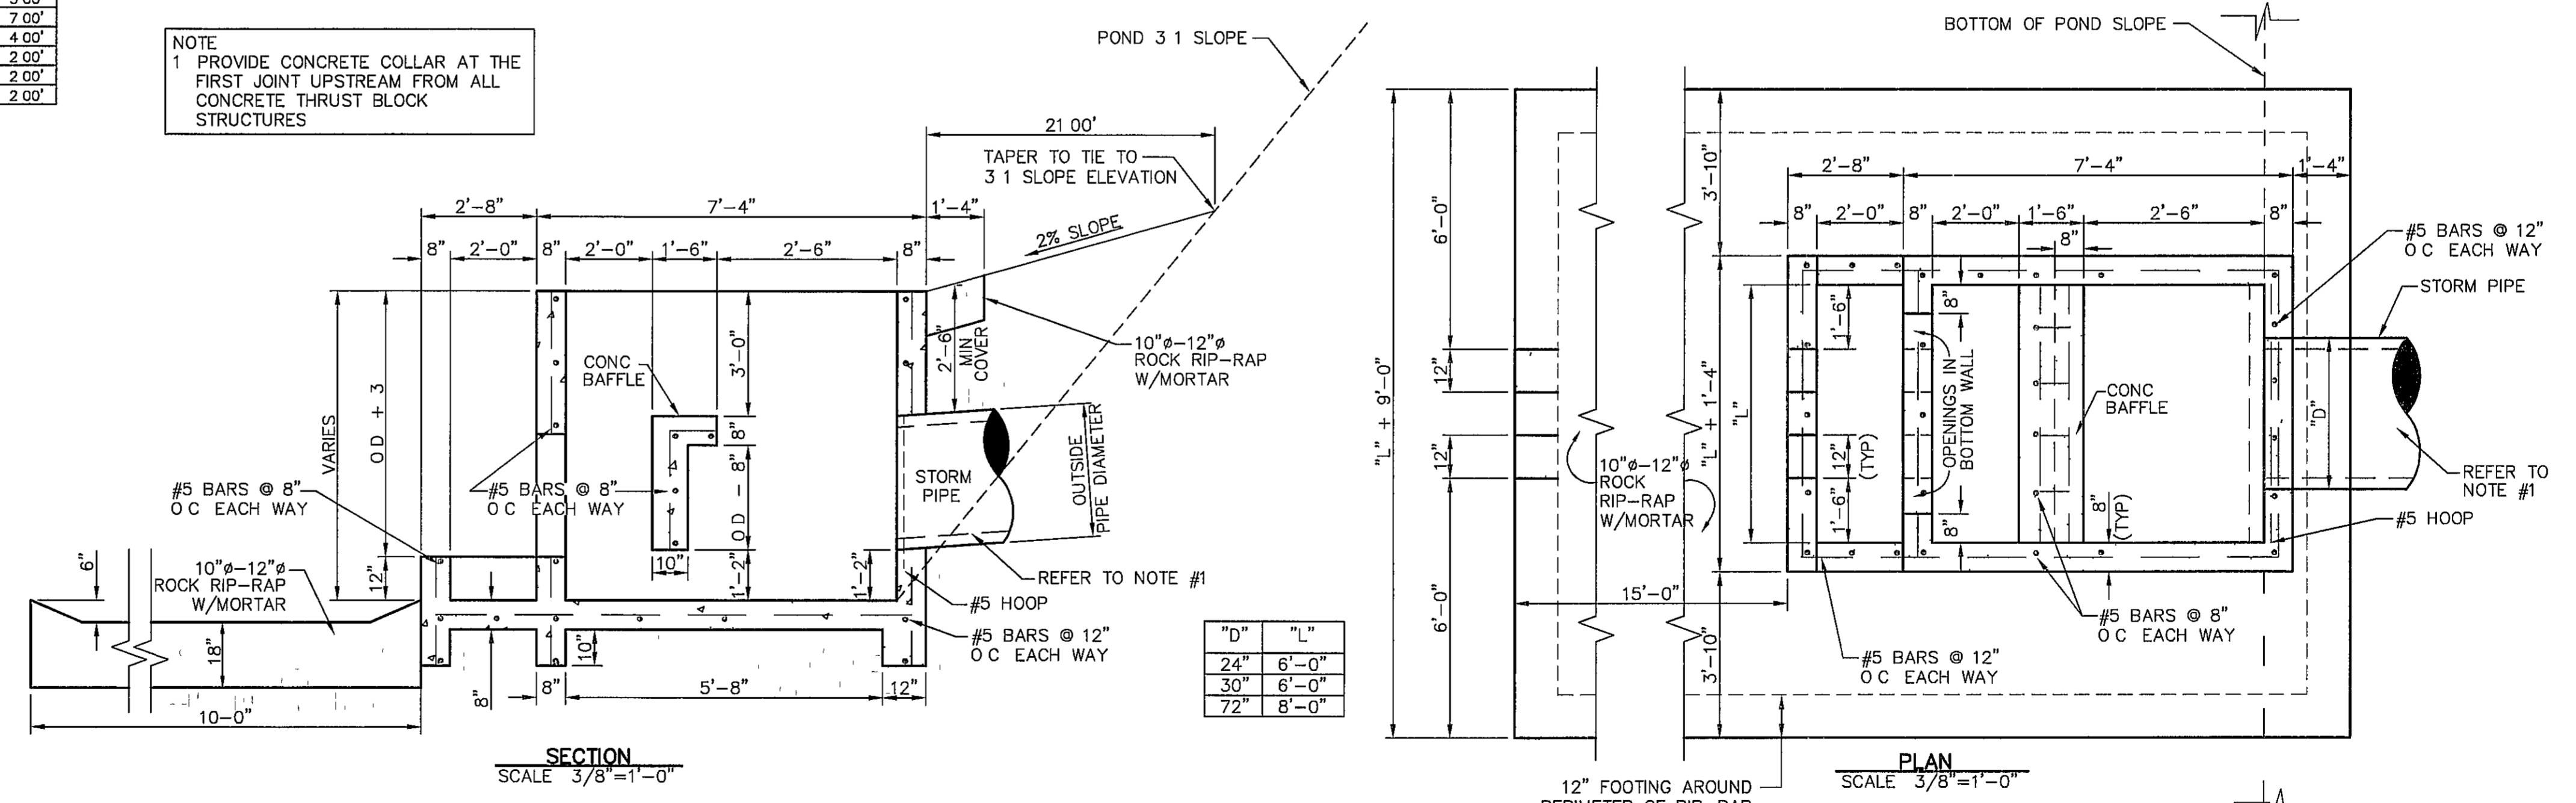 7 00'
4 00'
2 00'
2 00'
2 00'
NOTE
1 PROVIDE CONCRETE COLLAR AT THE
FIRST JOINT UPSTREAM FROM ALL
CONCRETE THRUST BLOCK
STRUCTURES
POND 3 1 SLOPE
21 00'
TAPER TO TIE TO
3 1 SLOPE ELEVATION
2'-8"
7'-4"
1'-4"
2% SLOPE
8"
2'-0"
8"
2'-0"
1'-6"
2'-6"
8"
CONC
BAFFLE
3'-0"
2'-6"
MIN
COVER
10"ø-12"ø
ROCK RIP-RAP
W/MORTAR
VARIES
O D + 3
8"
STORM
PIPE
OUTSIDE
PIPE DIAMETER
#5 BARS @ 8"
O C EACH WAY
#5 BARS @ 8"
O C EACH WAY
O D - 8"
10"
1'-2"
1'-2"
REFER TO NOTE #1
#5 HOOP
#5 BARS @ 12"
O C EACH WAY
6"
10"ø-12"ø
ROCK RIP-RAP
W/MORTAR
12"
18"
8"
10"
8"
5'-8"
12"
10-0"
SECTION
SCALE 3/8"=1'-0"
"D" "L"
24" 6'-0"
30" 6'-0"
72" 8'-0"
BOTTOM OF POND SLOPE
"L" + 9'-0"
6'-0"
12"
12"
6'-0"
3'-10"
"L" + 1'-4"
3'-10"
2'-8"
7'-4"
1'-4"
8"
2'-0"
8"
2'-0"
1'-6"
2'-6"
8"
8"
#5 BARS @ 12"
O C EACH WAY
STORM PIPE
"L"
1'-6"
8"
OPENINGS IN
BOTTOM WALL
12"
(TYP)
1'-6"
8"
CONC
BAFFLE
8"
(TYP)
"D"
REFER TO
NOTE #1
#5 HOOP
10"ø-12"ø
ROCK
RIP-RAP
W/MORTAR
15'-0"
#5 BARS @ 8"
O C EACH WAY
#5 BARS @ 12"
O C EACH WAY
PLAN
SCALE 3/8"=1'-0"
12" FOOTING AROUND
PERIMETER OF RIP-RAP